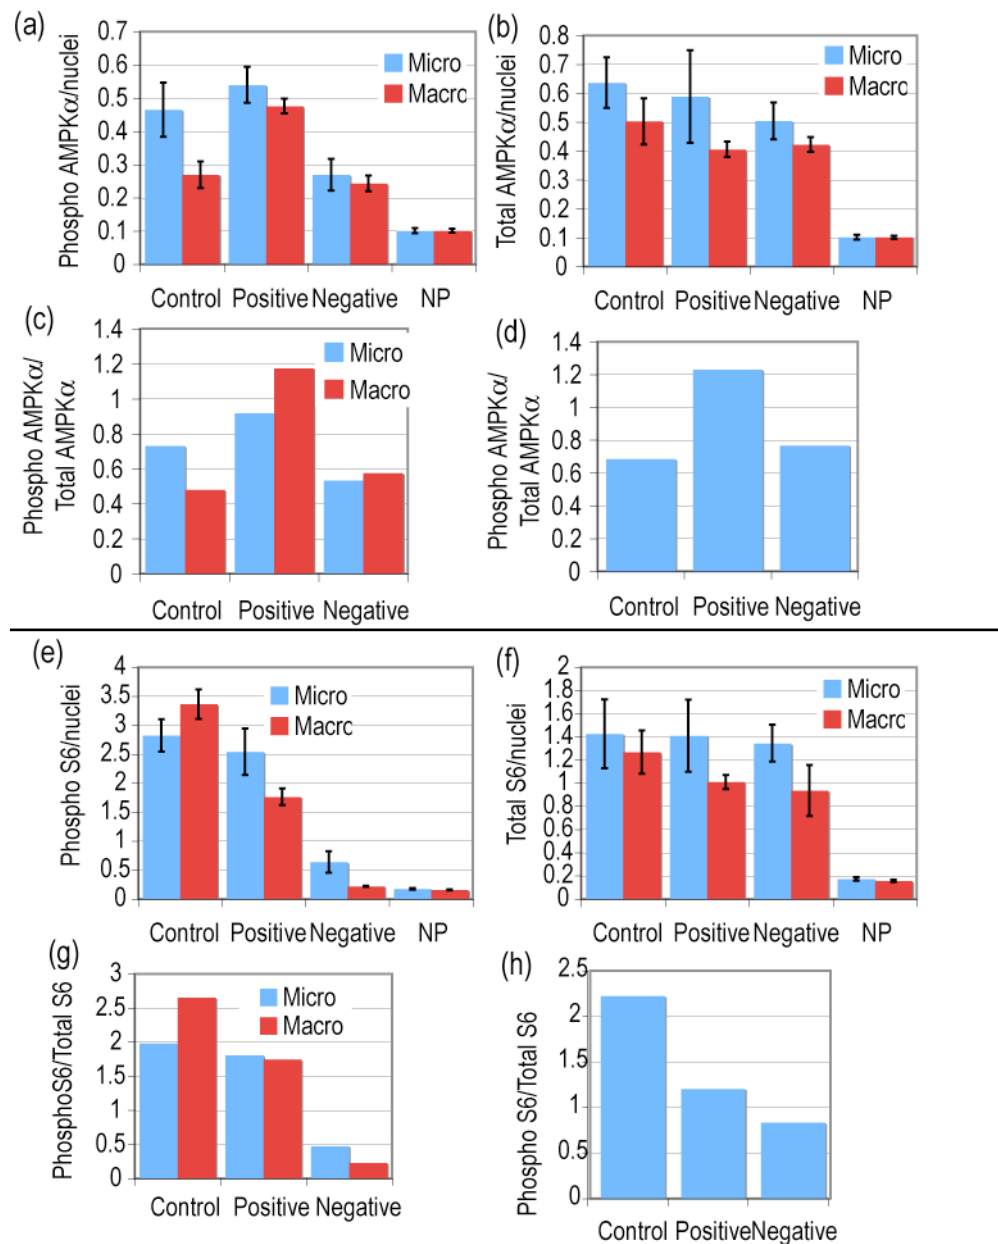 (a)
Phospho AMPKα/nuclei
0.7
0.6
0.5
0.4
0.3
0.2
0.1
0
Micro
Macro
Control Positive Negative NP
(b)
Total AMPKα/nuclei
0.8
0.7
0.6
0.5
0.4
0.3
0.2
0.1
0
Micro
Macro
Control Positive Negative NP
(c)
Phospho AMPKα/
Total AMPKα
1.4
1.2
1
0.8
0.6
0.4
0.2
0
Micro
Macro
Control Positive Negative
(d)
Phospho AMPKα/
Total AMPKα
1.4
1.2
1
0.8
0.6
0.4
0.2
0
Control Positive Negative
(e)
Phospho S6/nuclei
4
3.5
3
2.5
2
1.5
1
0.5
0
Micro
Macro
Control Positive Negative NP
(f)
Total S6/nuclei
2
1.8
1.6
1.4
1.2
1
0.8
0.6
0.4
0.2
0
Micro
Macro
Control Positive Negative NP
(g)
PhosphoS6/Total S6
3
2.5
2
1.5
1
0.5
0
Micro
Macro
Control Positive Negative
(h)
Phospho S6/Total S6
2.5
2
1.5
1
0.5
0
Control PositiveNegative